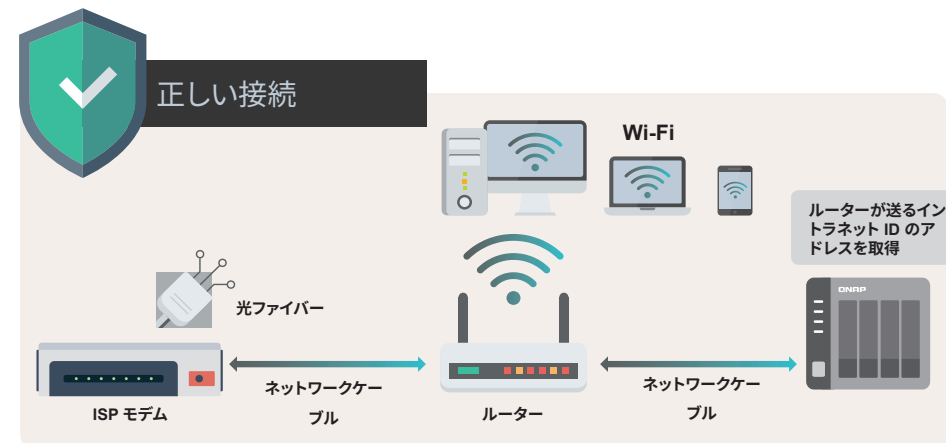 正しい接続
Wi-Fi
ルーターが送るイン
トラネット ID のア
ドレスを取得
QNAP
光ファイバー
ネットワークケー
ブル
ネットワークケー
ブル
ISP モデム
ルーター